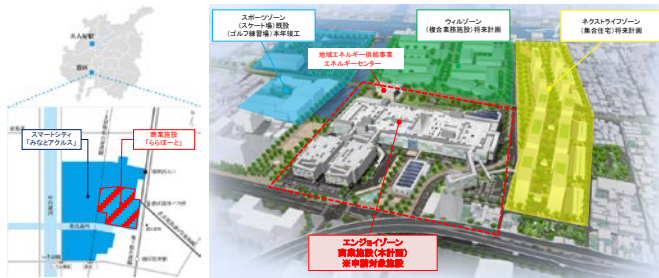 名古屋駅
港区
スマートシティ
「みなとアクルス」
商業施設
「ららぽーと」
スポーツゾーン
(スケート場)既設
(ゴルフ練習場)本年竣工
ウィルゾーン
(複合業務施設)将来計画
ネクストライフゾーン
(集合住宅)将来計画
地域エネルギー供給事業
エネルギーセンター
エンジョイゾーン
商業施設(本計画)
※申請対象施設